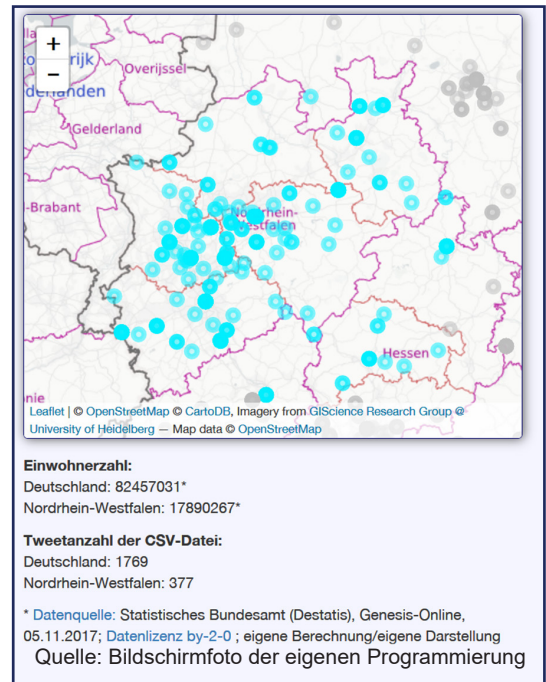 +
−
Overijssel
Gelderland
-Brabant
Nordrhein-
Westfalen
Hessen
nie
Leaflet | © OpenStreetMap © CartoDB, Imagery from GIScience Research Group @
University of Heidelberg — Map data © OpenStreetMap
Einwohnerzahl:
Deutschland: 82457031*
Nordrhein-Westfalen: 17890267*
Tweetanzahl der CSV-Datei:
Deutschland: 1769
Nordrhein-Westfalen: 377
* Datenquelle: Statistisches Bundesamt (Destatis), Genesis-Online,
05.11.2017; Datenlizenz by-2-0 ; eigene Berechnung/eigene Darstellung
Quelle: Bildschirmfoto der eigenen Programmierung